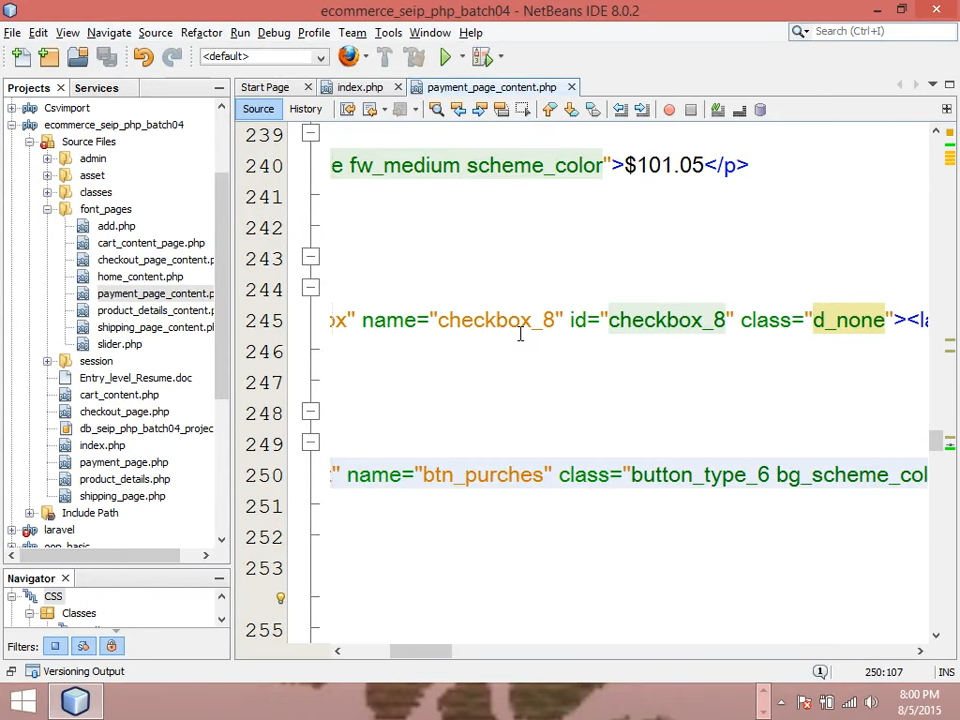 ecommerce_seip_php_batch04 - NetBeans IDE 8.0.2
File Edit View Navigate Source Refactor Run Debug Profile Team Tools Window Help
Search (Ctrl+I)
<default>
Projects
Services
Start Page
index.php
payment_page_content.php
Source
History
Csvimport
ecommerce_seip_php_batch04
Source Files
admin
asset
classes
font_pages
add.php
cart_content_page.php
checkout_page_content.p
home_content.php
payment_page_content.p
product_details_content.p
shipping_page_content.ph
slider.php
session
Entry_level_Resume.doc
cart_content.php
checkout_page.php
db_seip_php_batch04_projec
index.php
payment_page.php
product_details.php
shipping_page.php
Include Path
laravel
Navigator
CSS
Classes
Filters:
239
240 e fw_medium scheme_color">$101.05</p>
241
242
243
244
245 ox" name="checkbox_8" id="checkbox_8" class="d_none"><la
246
247
248
249
250 " name="btn_purches" class="button_type_6 bg_scheme_col
251
252
253
255
Versioning Output
1
250:107
INS
8:00 PM
8/5/2015